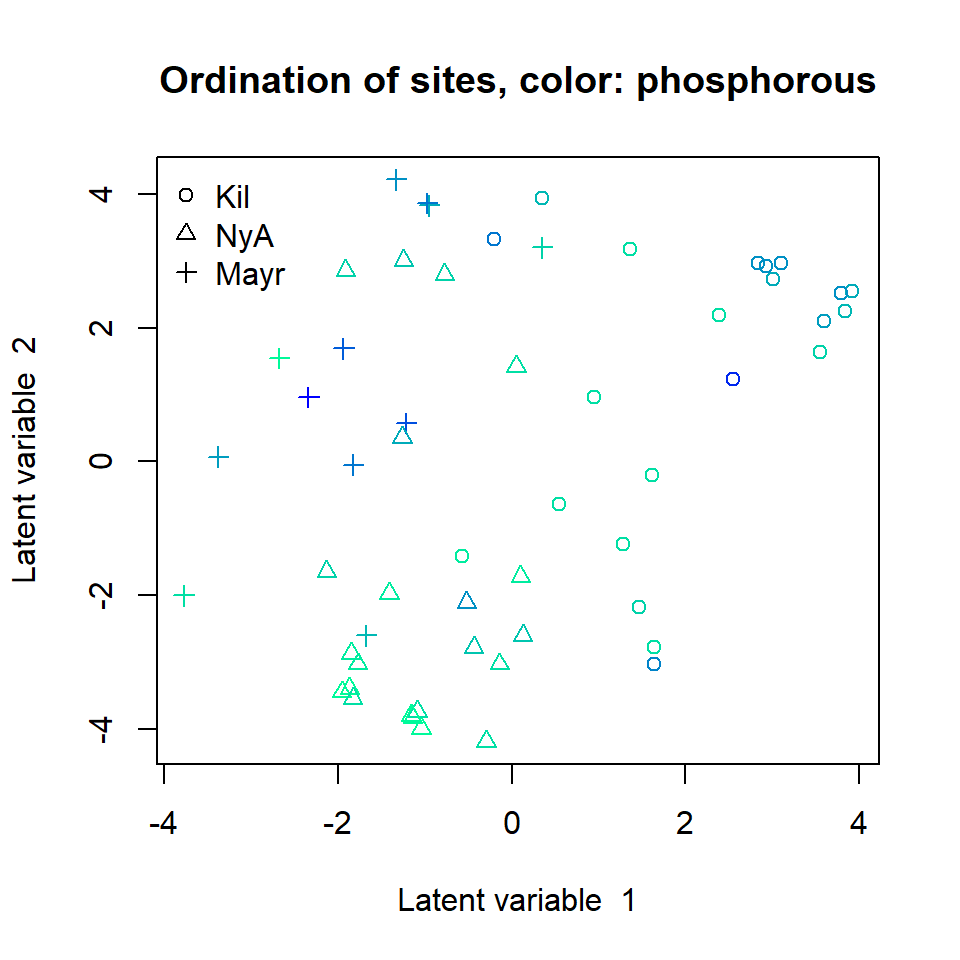 Ordination of sites, color: phosphorous
Kil
NyA
Mayr
4
2
0
-2
-4
Latent variable 2
-4
-2
0
2
4
Latent variable 1